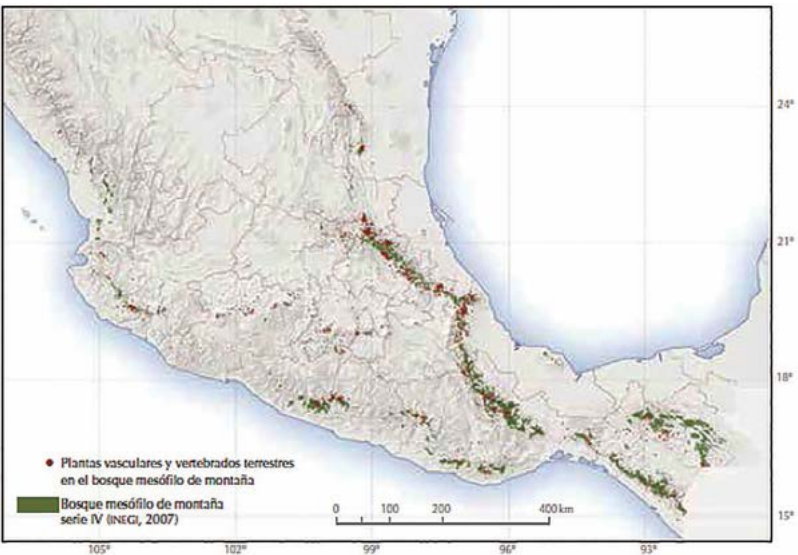 24°
21°
18°
Plantas vasculares y vertebrados terrestres
en el bosque mesófilo de montaña
Bosque mesófilo de montaña
serie IV (INEGI, 2007)
0 100 200 400 km
15°
105° 102° 99° 96° 93°